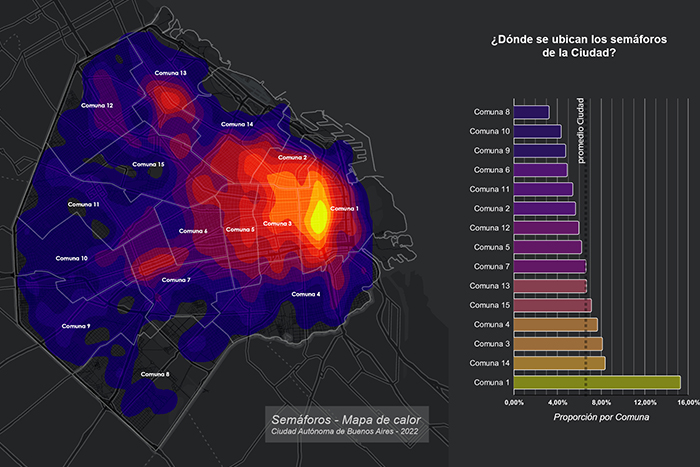 Comuna 13
Comuna 12
Comuna 14
Comuna 2
Comuna 15
Comuna 11
Comuna 1
Comuna 3
Comuna 5
Comuna 6
Comuna 10
Comuna 7
Comuna 4
Comuna 9
Comuna 8
Semáforos - Mapa de calor
Ciudad Autónoma de Buenos Aires - 2022
¿Dónde se ubican los semáforos
de la Ciudad?
promedio Ciudad
Comuna 8
Comuna 10
Comuna 9
Comuna 6
Comuna 11
Comuna 2
Comuna 12
Comuna 5
Comuna 7
Comuna 13
Comuna 15
Comuna 4
Comuna 3
Comuna 14
Comuna 1
0,00% 4,00% 8,00% 12,00% 16,00%
Proporción por Comuna